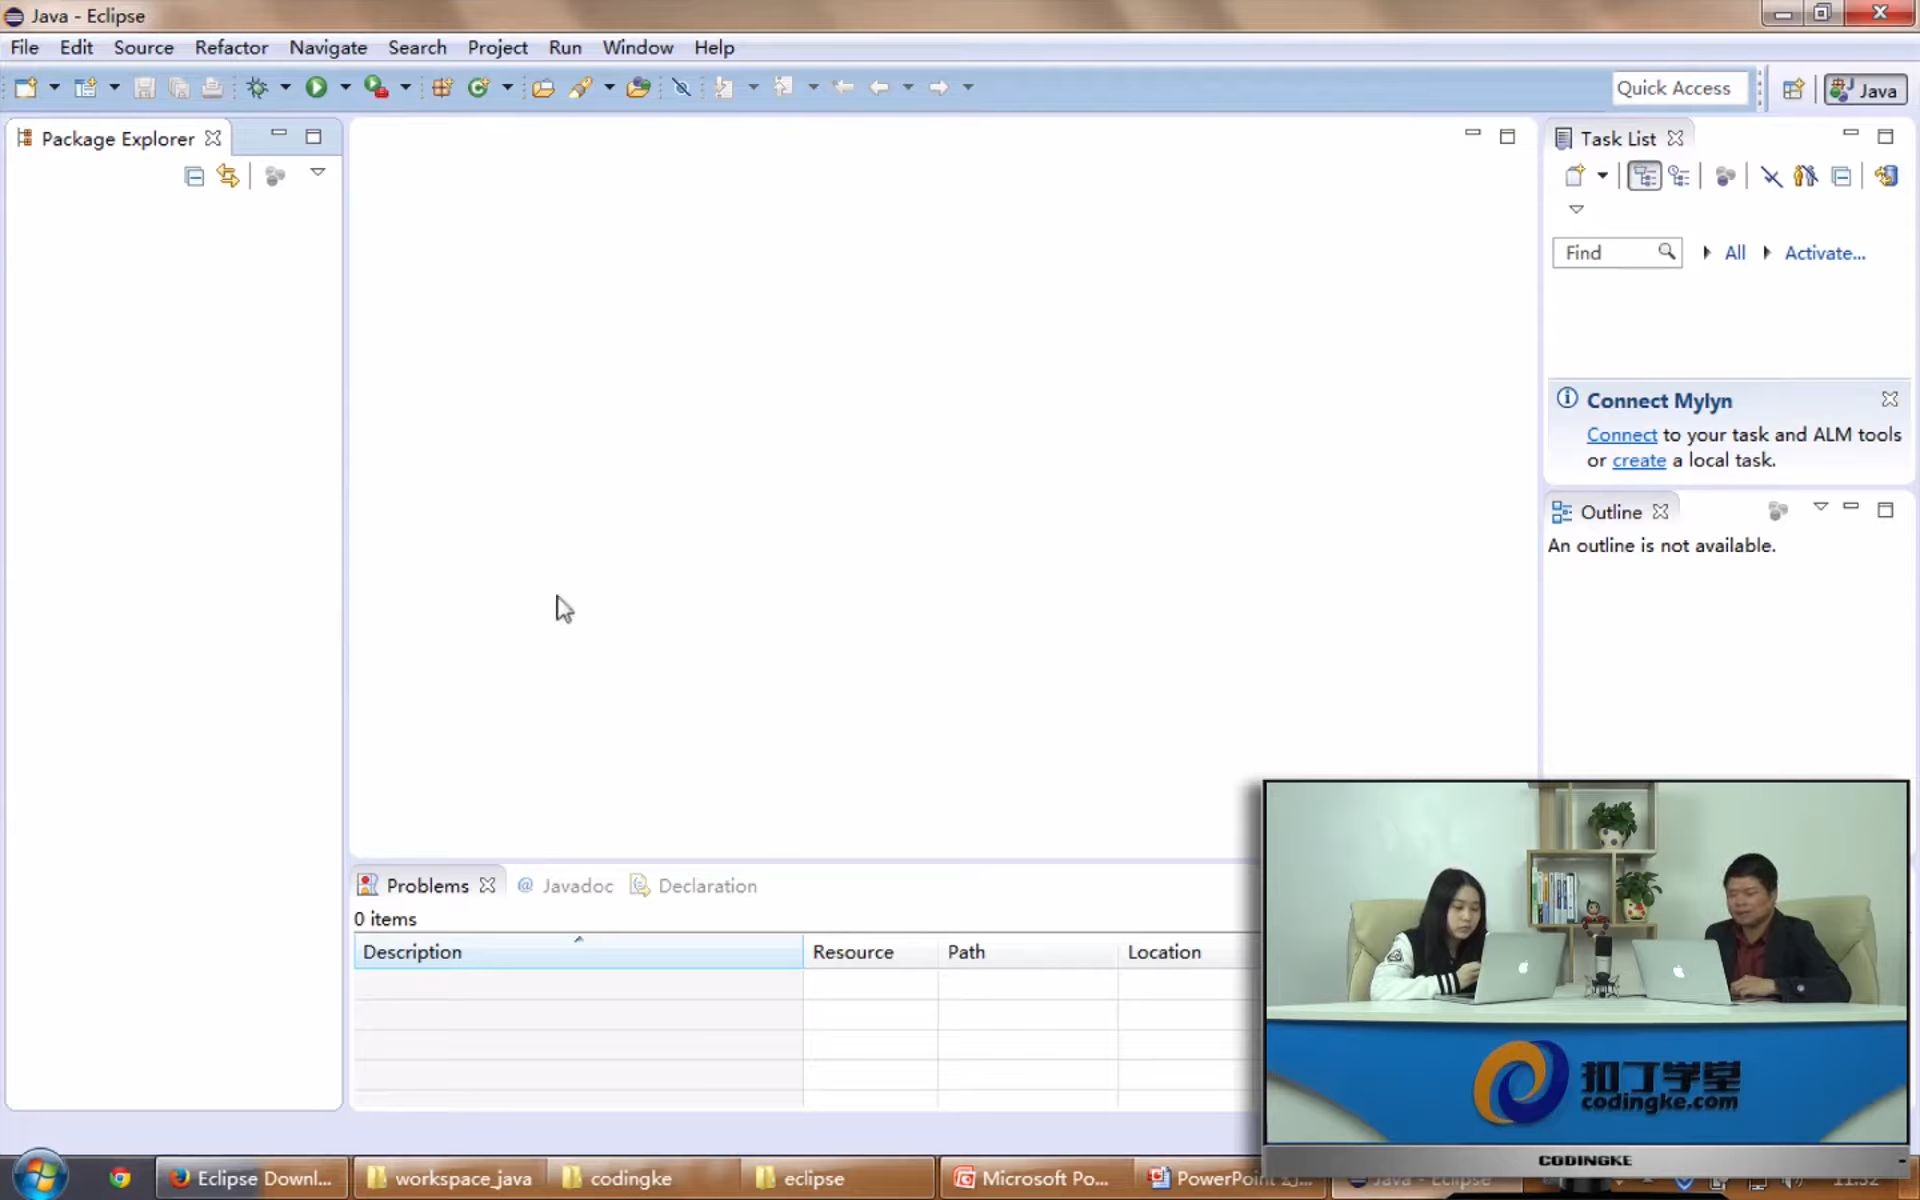 Java - Eclipse
File Edit Source Refactor Navigate Search Project Run Window Help
Quick Access
Java
Package Explorer
Task List
Find
All
Activate...
Connect Mylyn
Connect to your task and ALM tools
or create a local task.
Outline
An outline is not available.
Problems @ Javadoc Declaration
0 items
Description Resource Path Location
扣丁学堂
codingke.com
CODINGKE
Eclipse Downl...
workspace_java
codingke
eclipse
Microsoft Po...
Java - Eclipse